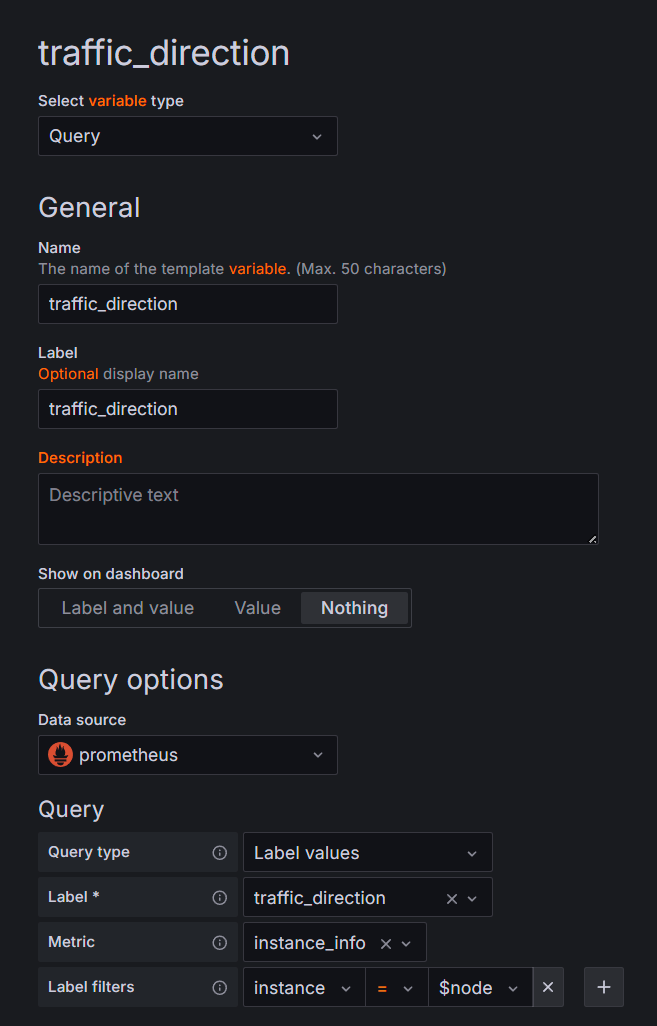 traffic_direction
Select variable type
Query
General
Name
The name of the template variable. (Max. 50 characters)
traffic_direction
Label
Optional display name
traffic_direction
Description
Descriptive text
Show on dashboard
Label and value Value Nothing
Query options
Data source
prometheus
Query
Query type Label values
Label * traffic_direction
Metric instance_info
Label filters instance = $node